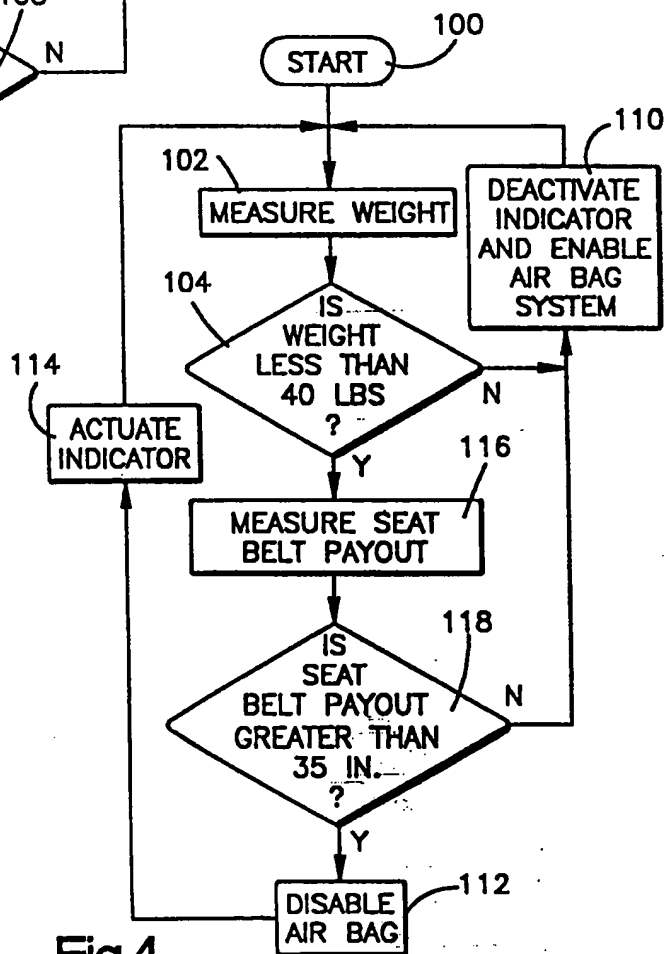 N
START
100
102
MEASURE WEIGHT
110
DEACTIVATE
INDICATOR
AND ENABLE
AIR BAG
SYSTEM
104
IS
WEIGHT
LESS THAN
40 LBS
?
N
Y
114
ACTUATE
INDICATOR
116
MEASURE SEAT
BELT PAYOUT
118
IS
SEAT
BELT PAYOUT
GREATER THAN
35 IN.
?
N
Y
112
DISABLE
AIR BAG
Fig.4